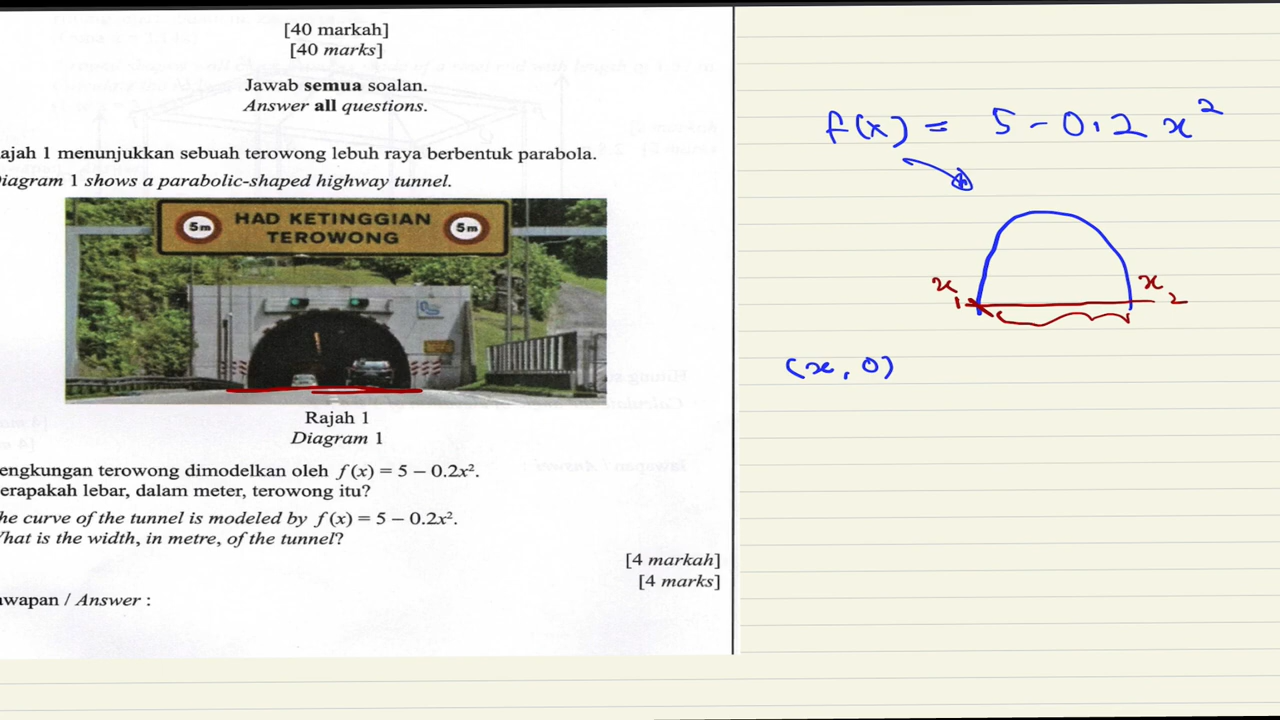 [40 markah]
[40 marks]
Jawab semua soalan.
Answer all questions.
ajah 1 menunjukkan sebuah terowong lebuh raya berbentuk parabola.
iagram 1 shows a parabolic-shaped highway tunnel.
5m HAD KETINGGIAN TEROWONG 5m
Rajah 1
Diagram 1
engkungan terowong dimodelkan oleh f(x) = 5 – 0.2x².
erapakah lebar, dalam meter, terowong itu?
he curve of the tunnel is modeled by f(x) = 5 – 0.2x².
hat is the width, in metre, of the tunnel?
[4 markah]
[4 marks]
awapan / Answer :
f(x) = 5 - 0.2 x²
x₁ x₂
(x, 0)